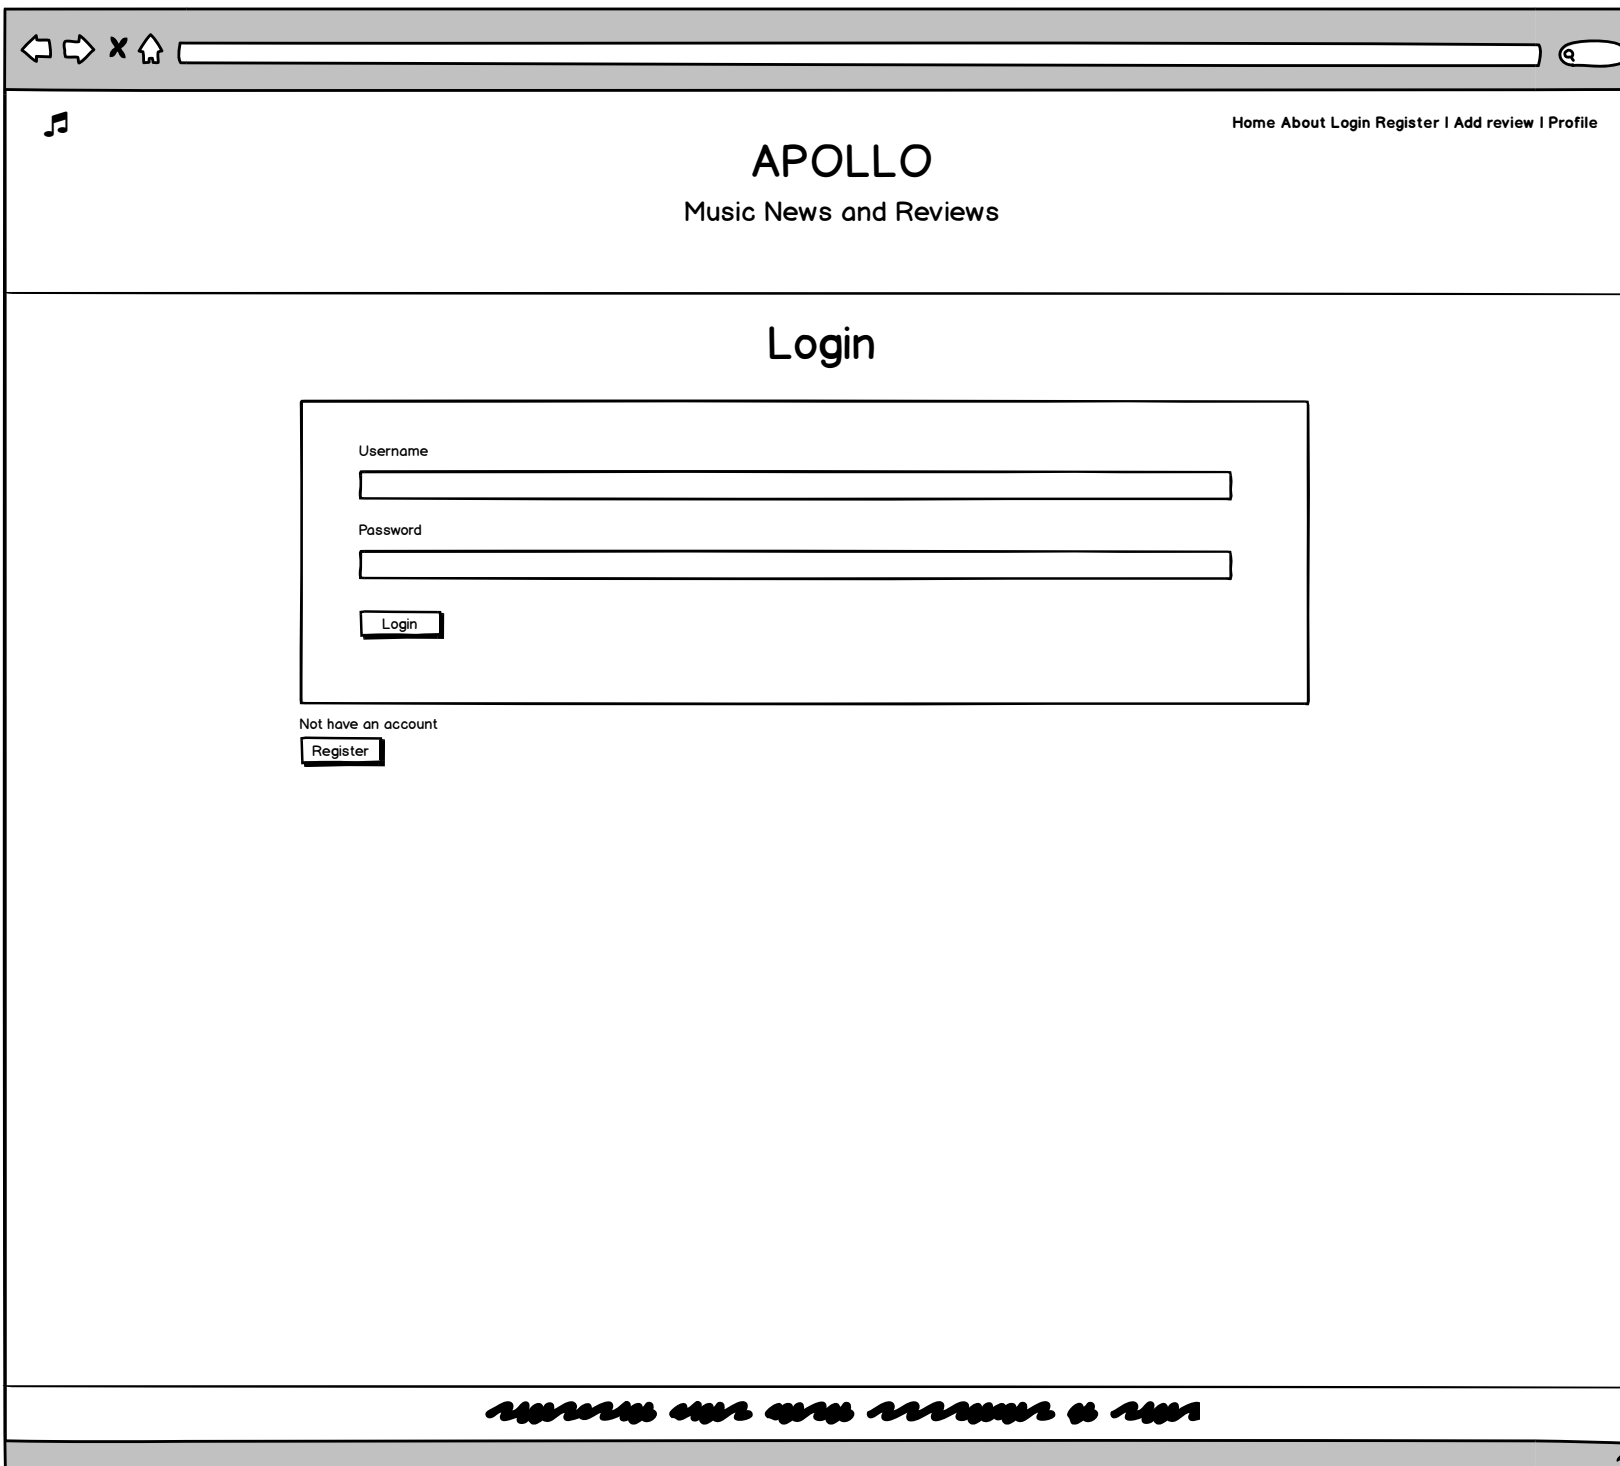 Home About Login Register | Add review | Profile
APOLLO
Music News and Reviews
Login
Username
Password
Login
Not have an account
Register